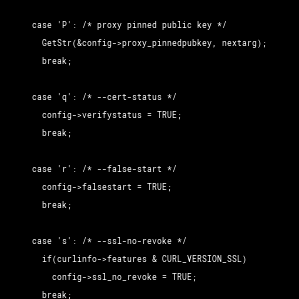 case 'P': /* proxy pinned public key */
GetStr(&config->proxy_pinnedpubkey, nextarg);
break;
case 'q': /* --cert-status */
config->verifystatus = TRUE;
break;
case 'r': /* --false-start */
config->falsestart = TRUE;
break;
case 's': /* --ssl-no-revoke */
if(curlinfo->features & CURL_VERSION_SSL)
config->ssl_no_revoke = TRUE;
break;